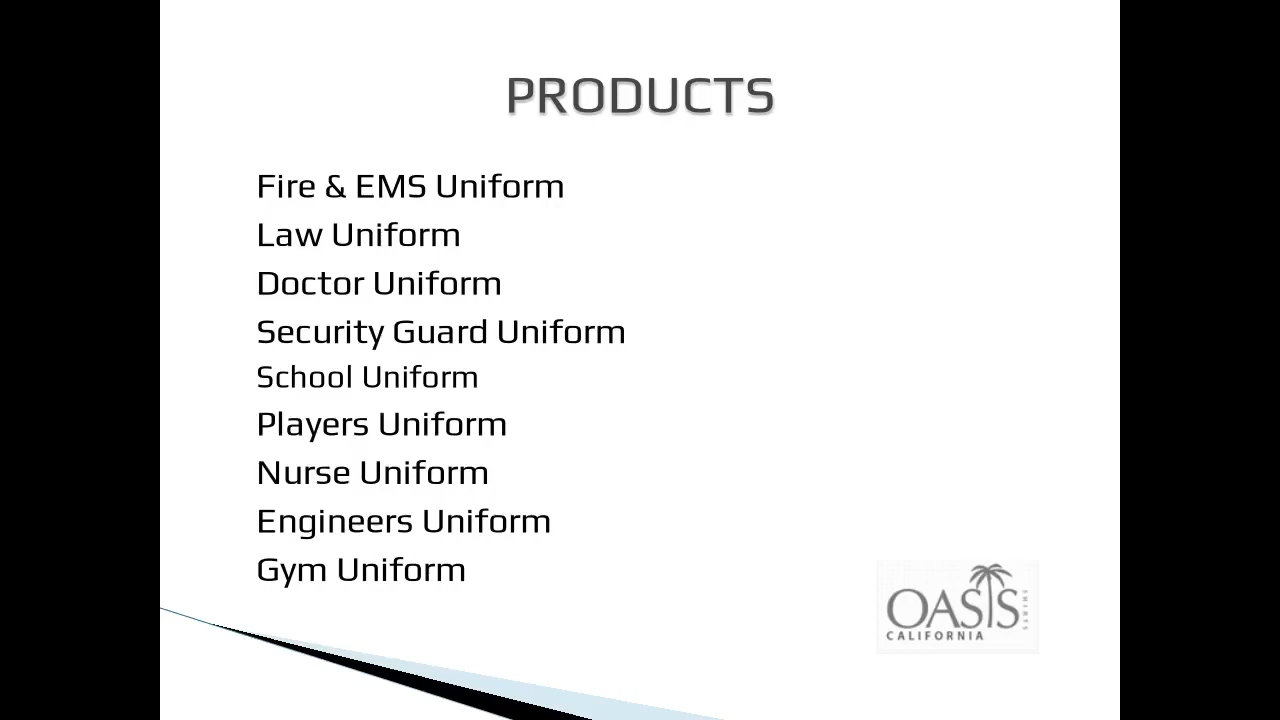 PRODUCTS
Fire & EMS Uniform
Law Uniform
Doctor Uniform
Security Guard Uniform
School Uniform
Players Uniform
Nurse Uniform
Engineers Uniform
Gym Uniform
OASIS SHIRTS
CALIFORNIA